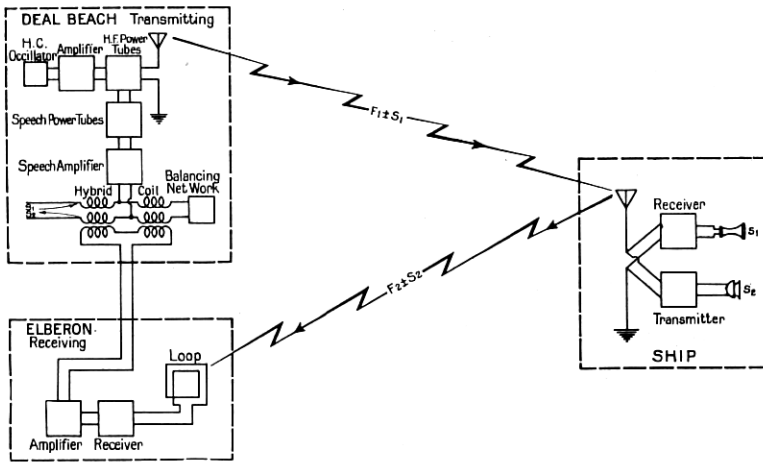 DEAL BEACH Transmitting
H.C.
Occillator
Amplifier
H.F. Power
Tubes
Speech Power Tubes
Speech Amplifier
Hybrid Coil
Balancing
Net Work
S1
S2
F1±S1
F2±S2
Receiver
S1
S2
Transmitter
SHIP
ELBERON
Receiving
Loop
Amplifier
Receiver